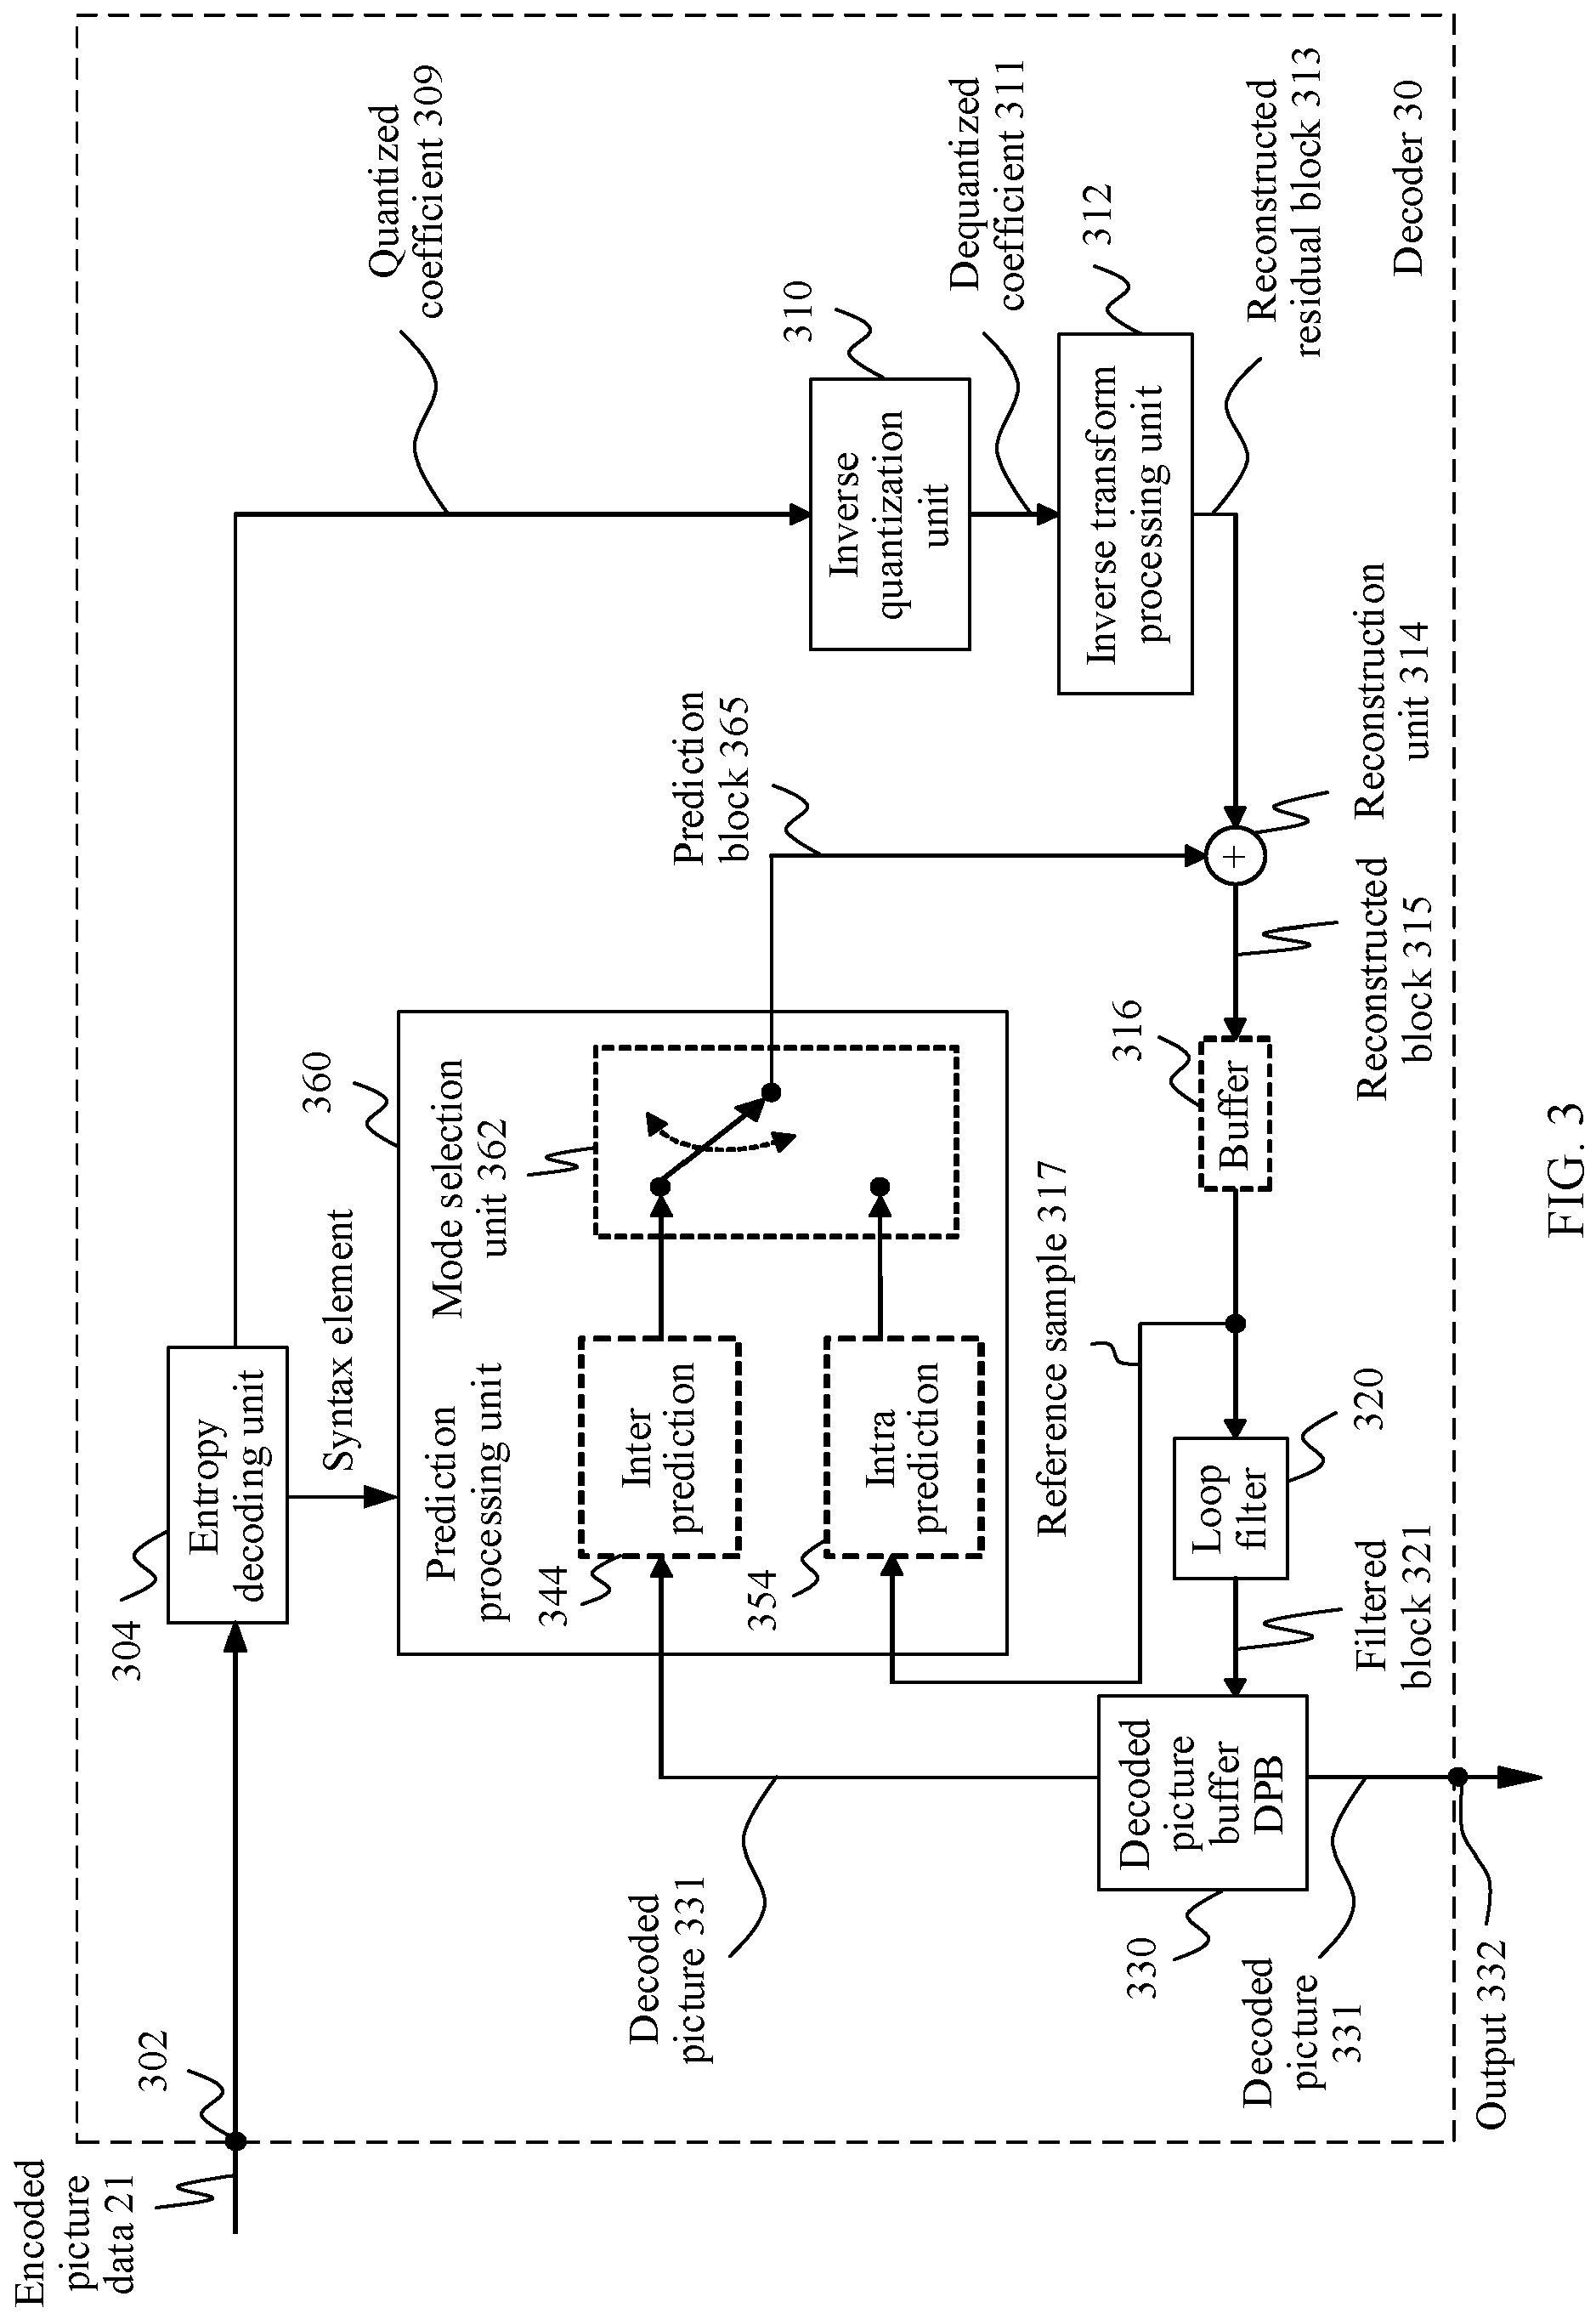 Encoded
picture
data 21
302
304
Entropy
decoding unit
Quantized
coefficient 309
Syntax element
360
Prediction
processing unit
Mode selection
unit 362
344
Inter
prediction
354
Intra
prediction
Prediction
block 365
310
Inverse
quantization
unit
Dequantized
coefficient 311
312
Inverse transform
processing unit
Reconstructed
residual block 313
Decoded
picture 331
Reference sample 317
330
Decoded
picture
buffer
DPB
Loop
filter
320
Filtered
block 321
316
Buffer
+
Reconstructed
block 315
Reconstruction
unit 314
Decoded
picture
331
Decoder 30
Output 332
FIG. 3